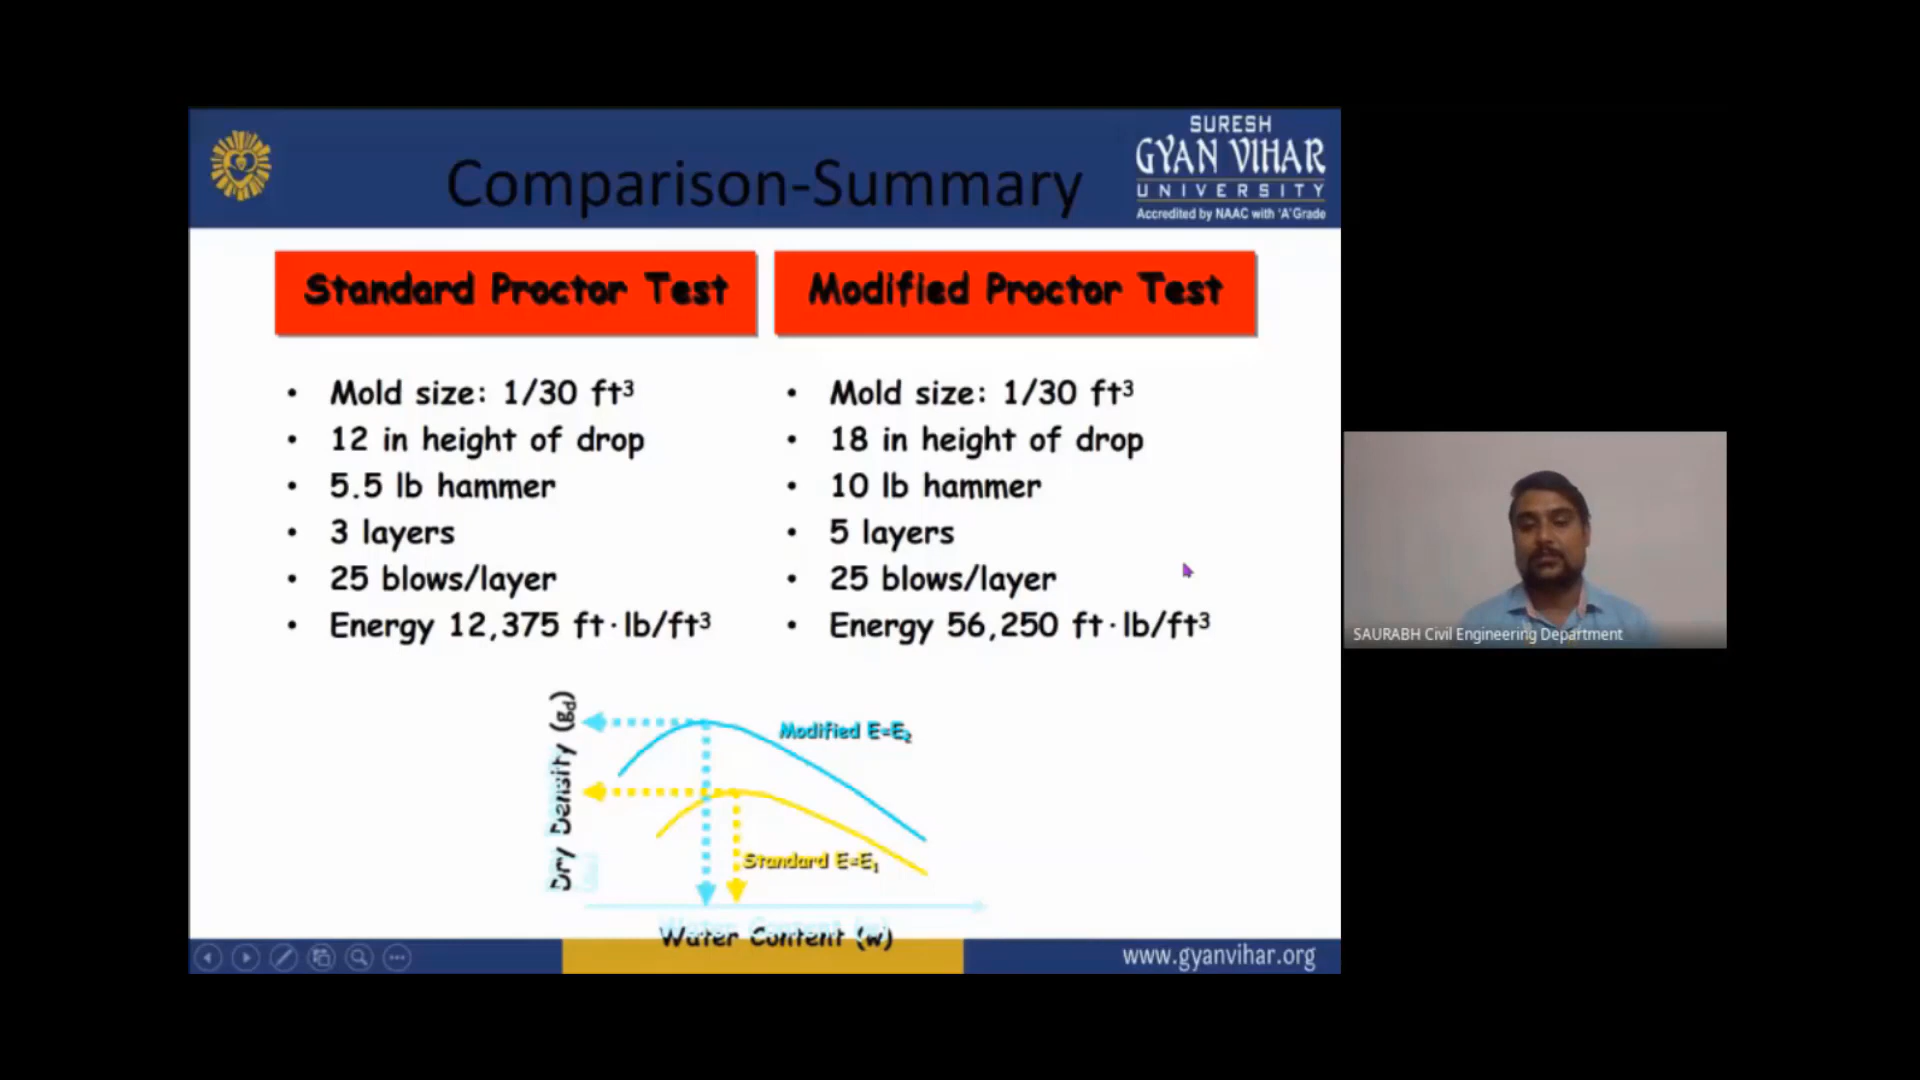 SURESH
GYAN VIHAR
UNIVERSITY
Accredited by NAAC with 'A' Grade
Comparison-Summary
Standard Proctor Test
• Mold size: 1/30 ft³
• 12 in height of drop
• 5.5 lb hammer
• 3 layers
• 25 blows/layer
• Energy 12,375 ft·lb/ft³
Modified Proctor Test
• Mold size: 1/30 ft³
• 18 in height of drop
• 10 lb hammer
• 5 layers
• 25 blows/layer
• Energy 56,250 ft·lb/ft³
SAURABH Civil Engineering Department
Dry Density (gd)
Modified E=E₂
Standard E=E₁
Water Content (w)
www.gyanvihar.org